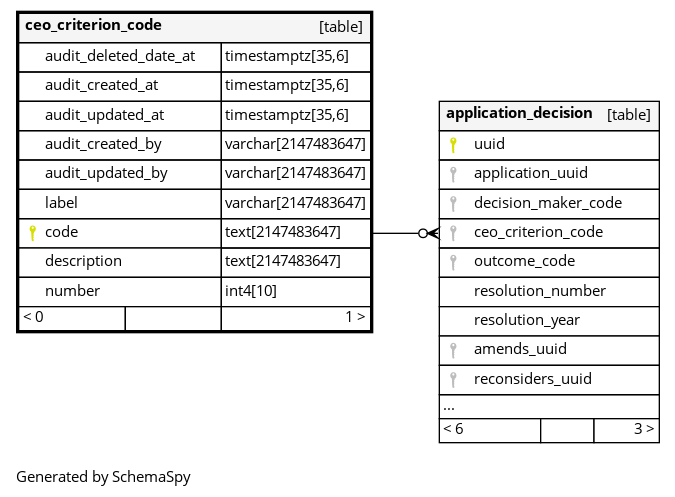 ceo_criterion_code [table]
audit_deleted_date_at timestamptz[35,6]
audit_created_at timestamptz[35,6]
audit_updated_at timestamptz[35,6]
audit_created_by varchar[2147483647]
audit_updated_by varchar[2147483647]
label varchar[2147483647]
code text[2147483647]
description text[2147483647]
number int4[10]
< 0 1 >
application_decision [table]
uuid
application_uuid
decision_maker_code
ceo_criterion_code
outcome_code
resolution_number
resolution_year
amends_uuid
reconsiders_uuid
...
< 6 3 >
Generated by SchemaSpy